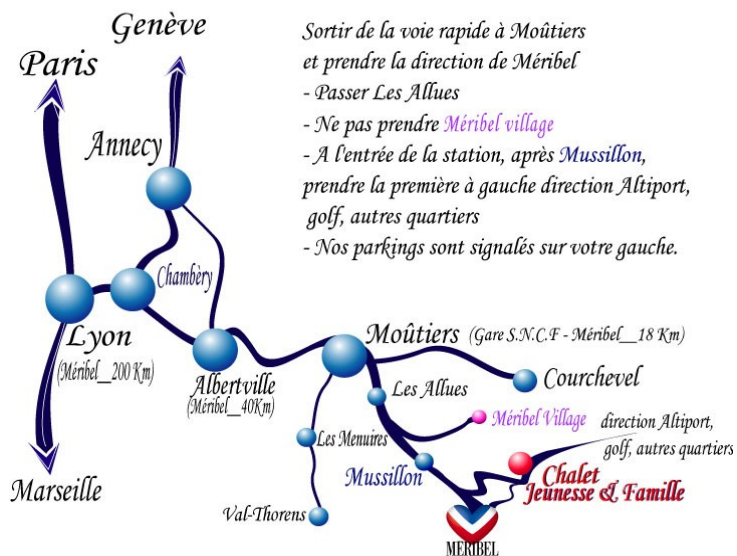 Genève
Paris
Annecy
Chambèry
Lyon
(Méribel__200 Km)
Albertville
(Méribel__40Km)
Marseille
Sortir de la voie rapide à Moûtiers
et prendre la direction de Méribel
- Passer Les Allues
- Ne pas prendre Méribel village
- A l'entrée de la station, après Mussillon,
prendre la première à gauche direction Altiport,
golf, autres quartiers
- Nos parkings sont signalés sur votre gauche.
Moûtiers (Gare S.N.C.F - Méribel__18 Km)
Les Allues
Courchevel
Méribel Village
direction Altiport,
golf, autres quartiers
Les Menuires
Mussillon
Chalet
Jeunesse & Famille
Val-Thorens
MERIBEL